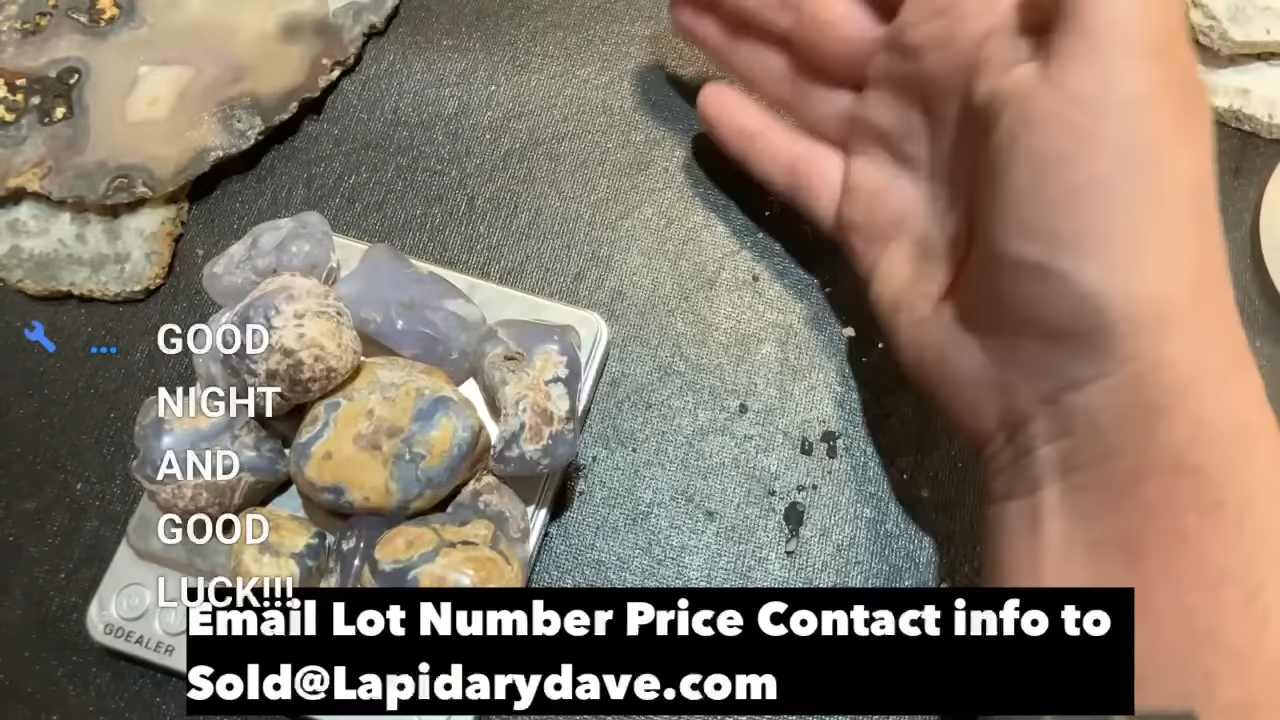 ...
GOOD
NIGHT
AND
GOOD
LUCK!!!
GDEALER
Email Lot Number Price Contact info to
Sold@Lapidarydave.com